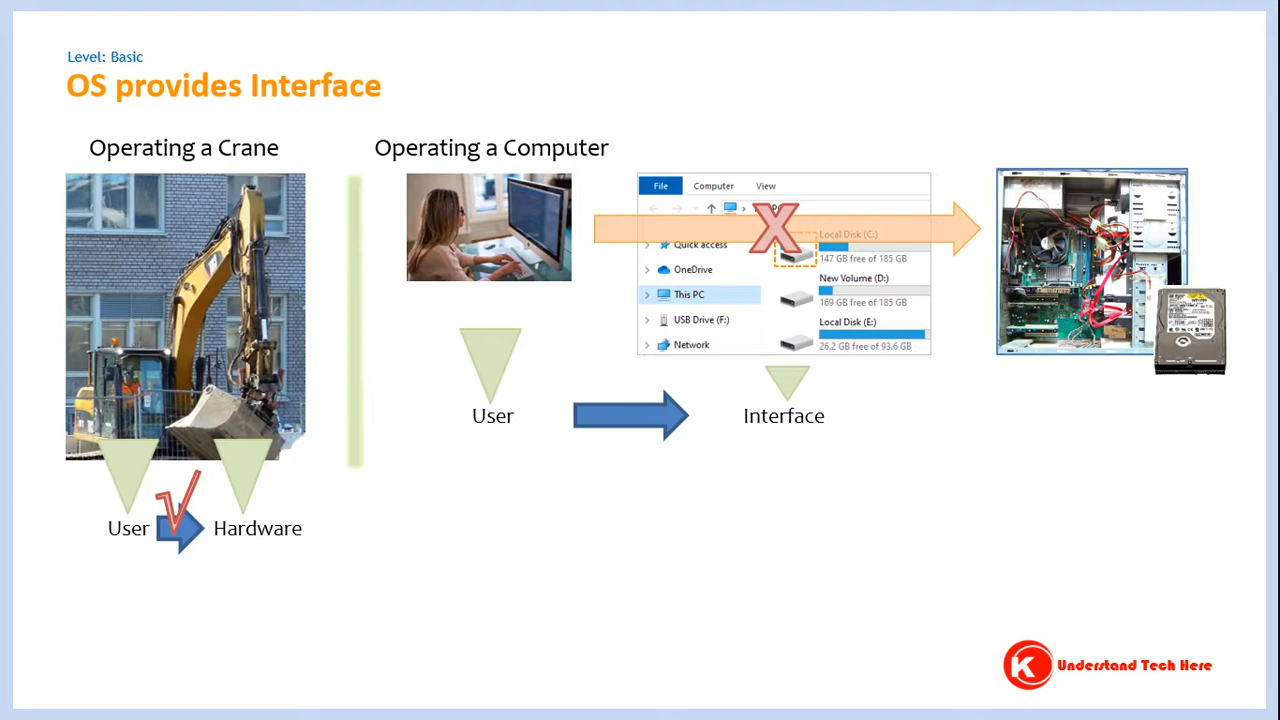 Level: Basic
OS provides Interface
Operating a Crane
Operating a Computer
File Computer View
Quick access
OneDrive
This PC
USB Drive (F:)
Network
Local Disk (C:)
147 GB free of 185 GB
New Volume (D:)
169 GB free of 185 GB
Local Disk (E:)
26.2 GB free of 93.6 GB
User
Interface
User
Hardware
K
Understand Tech Here